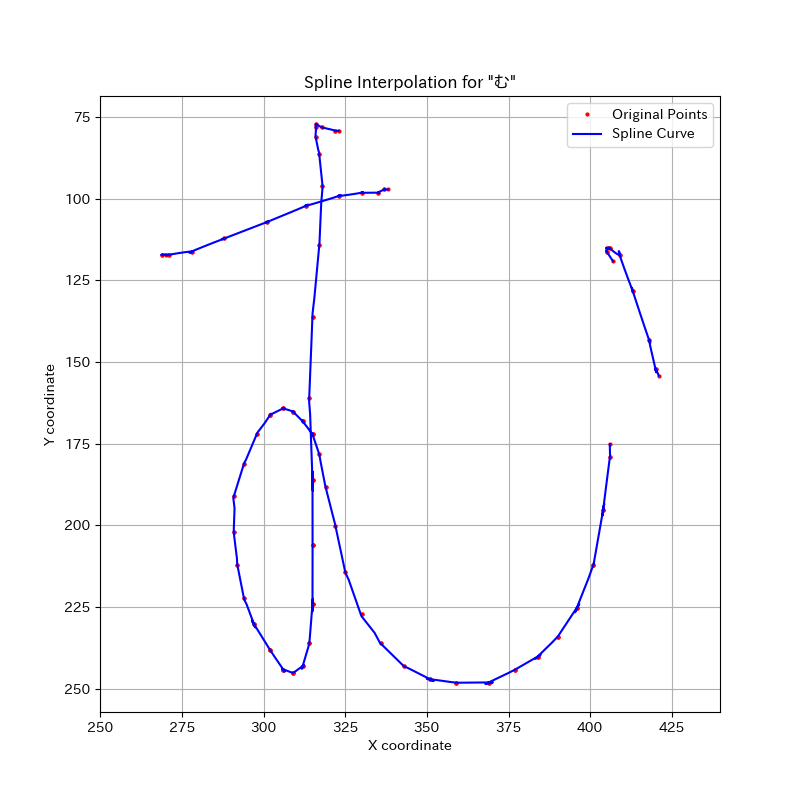 Spline Interpolation for "む"
Original Points
Spline Curve
75
100
125
150
175
200
225
250
Y coordinate
む
250 275 300 325 350 375 400 425
X coordinate